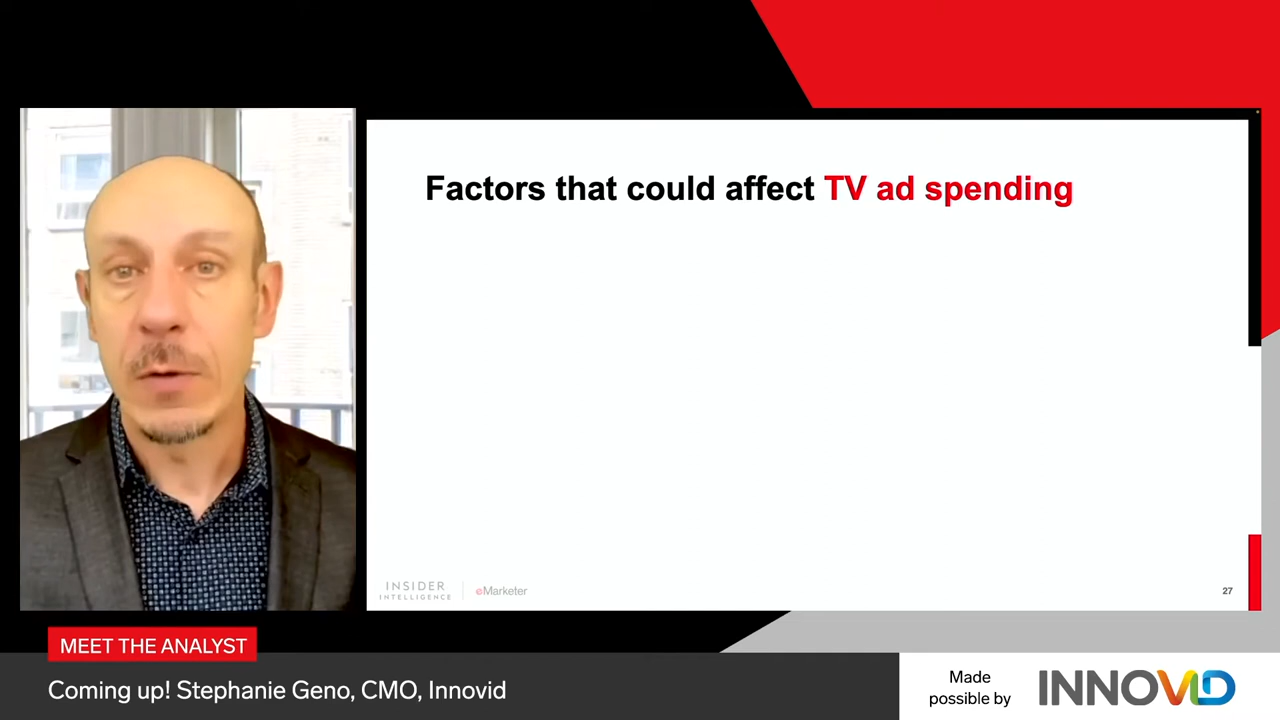 Factors that could affect TV ad spending
INSIDER
INTELLIGENCE
eMarketer
27
MEET THE ANALYST
Coming up! Stephanie Geno, CMO, Innovid
Made
possible by
INNOVID